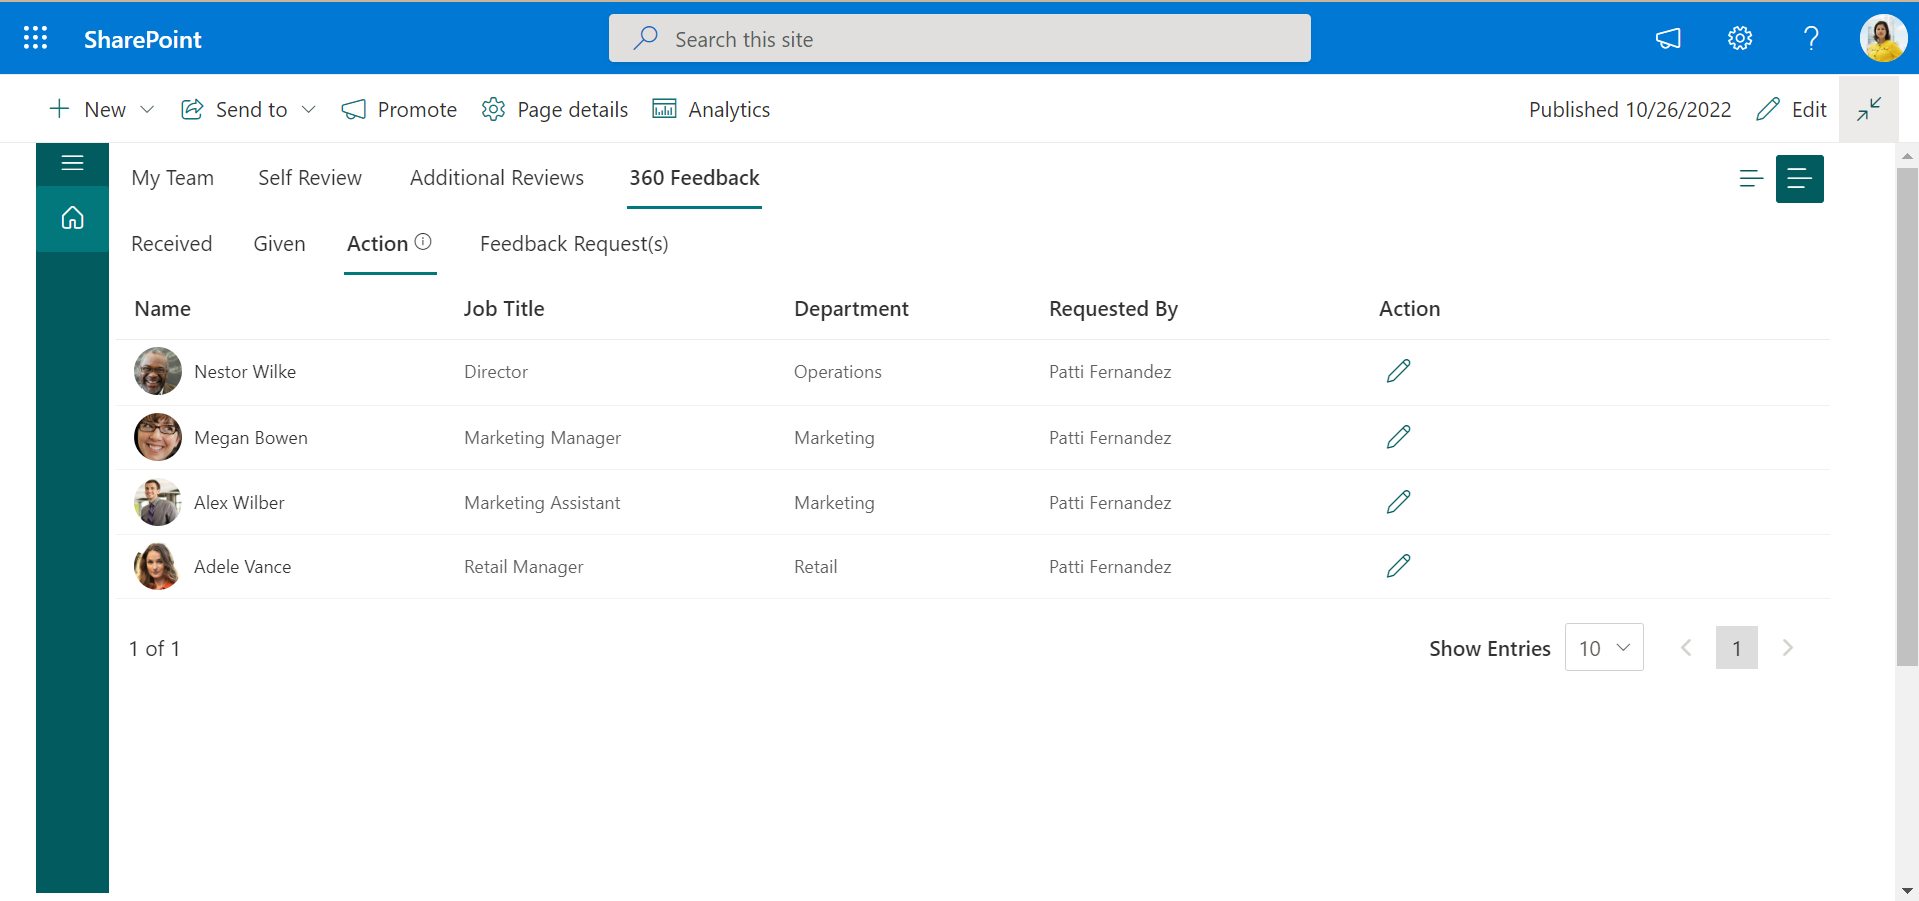 SharePoint
Search this site
New Send to Promote Page details Analytics Published 10/26/2022 Edit
My Team Self Review Additional Reviews 360 Feedback
Received Given Action Feedback Request(s)
Name Job Title Department Requested By Action
Nestor Wilke Director Operations Patti Fernandez
Megan Bowen Marketing Manager Marketing Patti Fernandez
Alex Wilber Marketing Assistant Marketing Patti Fernandez
Adele Vance Retail Manager Retail Patti Fernandez
1 of 1 Show Entries 10 1